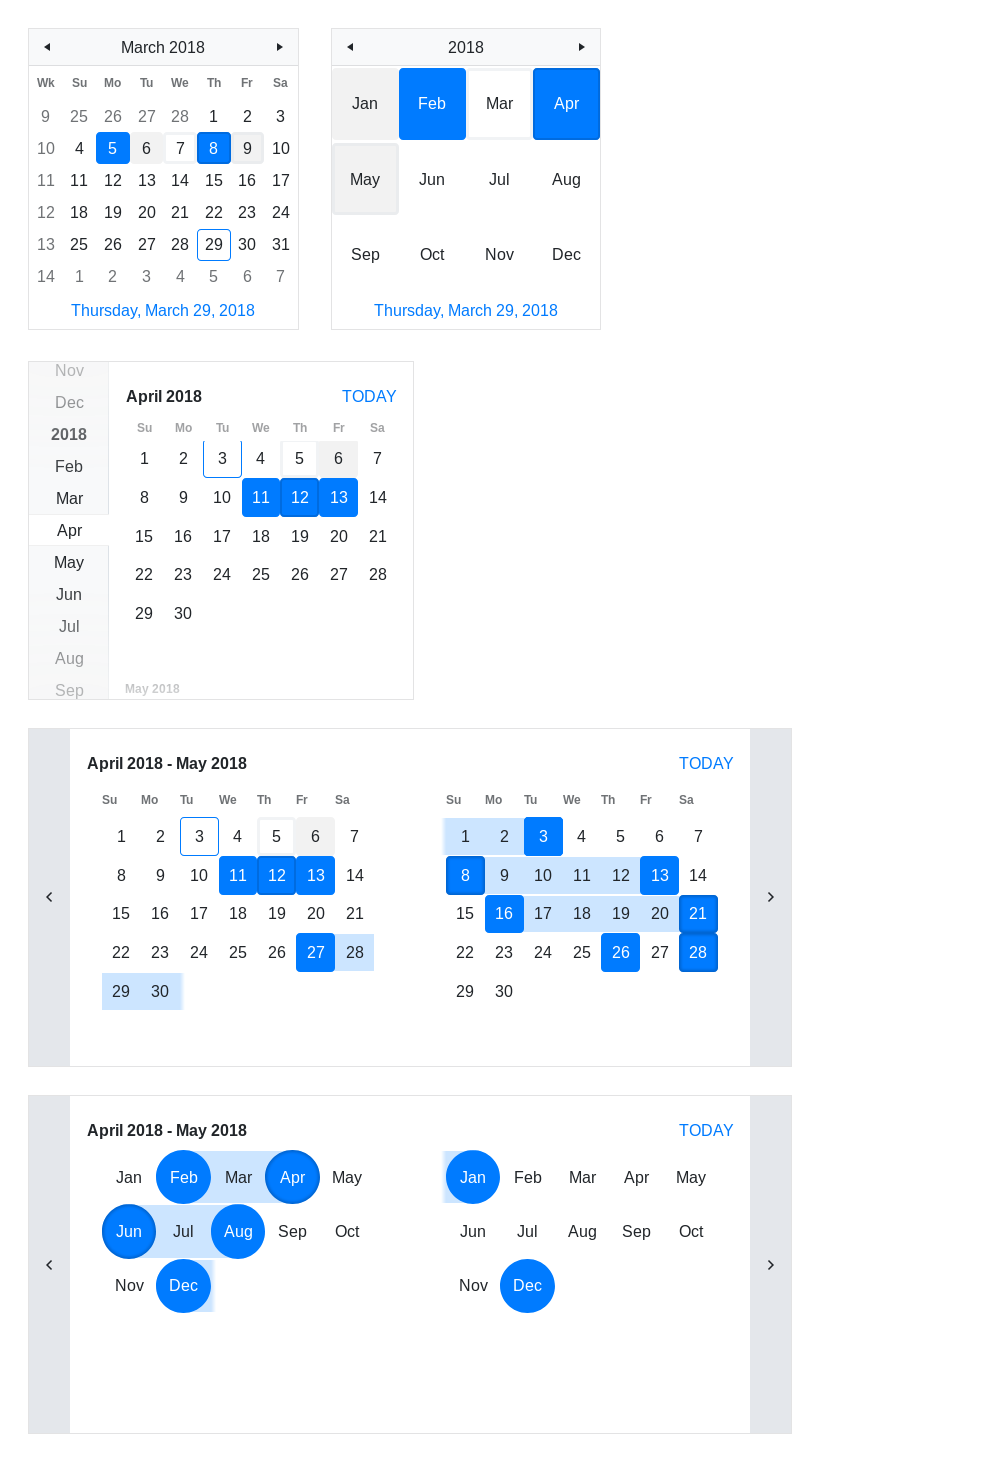 March 2018
Wk Su Mo Tu We Th Fr Sa
9 25 26 27 28 1 2 3
10 4 5 6 7 8 9 10
11 11 12 13 14 15 16 17
12 18 19 20 21 22 23 24
13 25 26 27 28 29 30 31
14 1 2 3 4 5 6 7
Thursday, March 29, 2018
2018
Jan Feb Mar Apr
May Jun Jul Aug
Sep Oct Nov Dec
Thursday, March 29, 2018
Nov
Dec
2018
Feb
Mar
Apr
May
Jun
Jul
Aug
Sep
April 2018 TODAY
Su Mo Tu We Th Fr Sa
1 2 3 4 5 6 7
8 9 10 11 12 13 14
15 16 17 18 19 20 21
22 23 24 25 26 27 28
29 30
May 2018
April 2018 - May 2018 TODAY
Su Mo Tu We Th Fr Sa
1 2 3 4 5 6 7
8 9 10 11 12 13 14
15 16 17 18 19 20 21
22 23 24 25 26 27 28
29 30
Su Mo Tu We Th Fr Sa
1 2 3 4 5 6 7
8 9 10 11 12 13 14
15 16 17 18 19 20 21
22 23 24 25 26 27 28
29 30
April 2018 - May 2018 TODAY
Jan Feb Mar Apr May
Jun Jul Aug Sep Oct
Nov Dec
Jan Feb Mar Apr May
Jun Jul Aug Sep Oct
Nov Dec